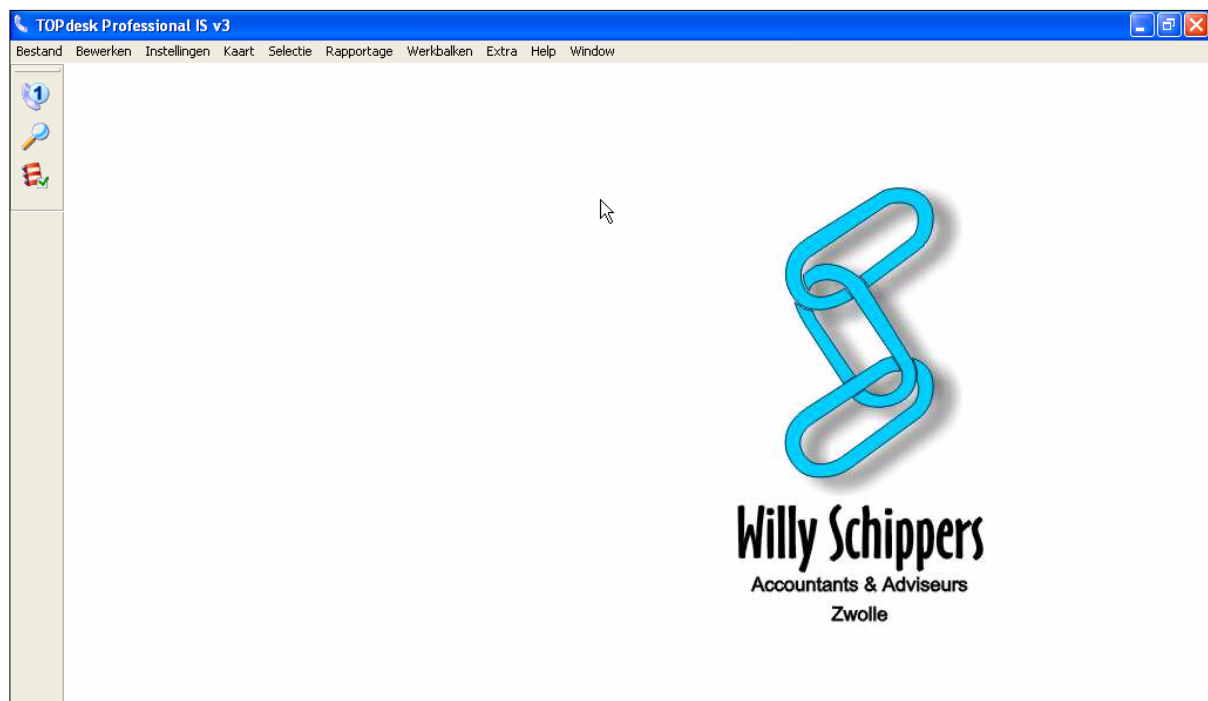 TOPdesk Professional IS v3
Bestand Bewerken Instellingen Kaart Selectie Rapportage Werkbalken Extra Help Window
1
Willy Schippers
Accountants & Adviseurs
Zwolle